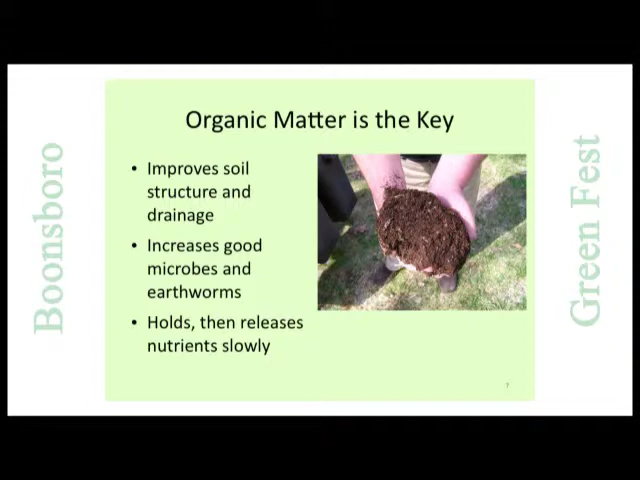 Boonsboro
Organic Matter is the Key
• Improves soil
structure and
drainage
• Increases good
microbes and
earthworms
• Holds, then releases
nutrients slowly
Green Fest
7